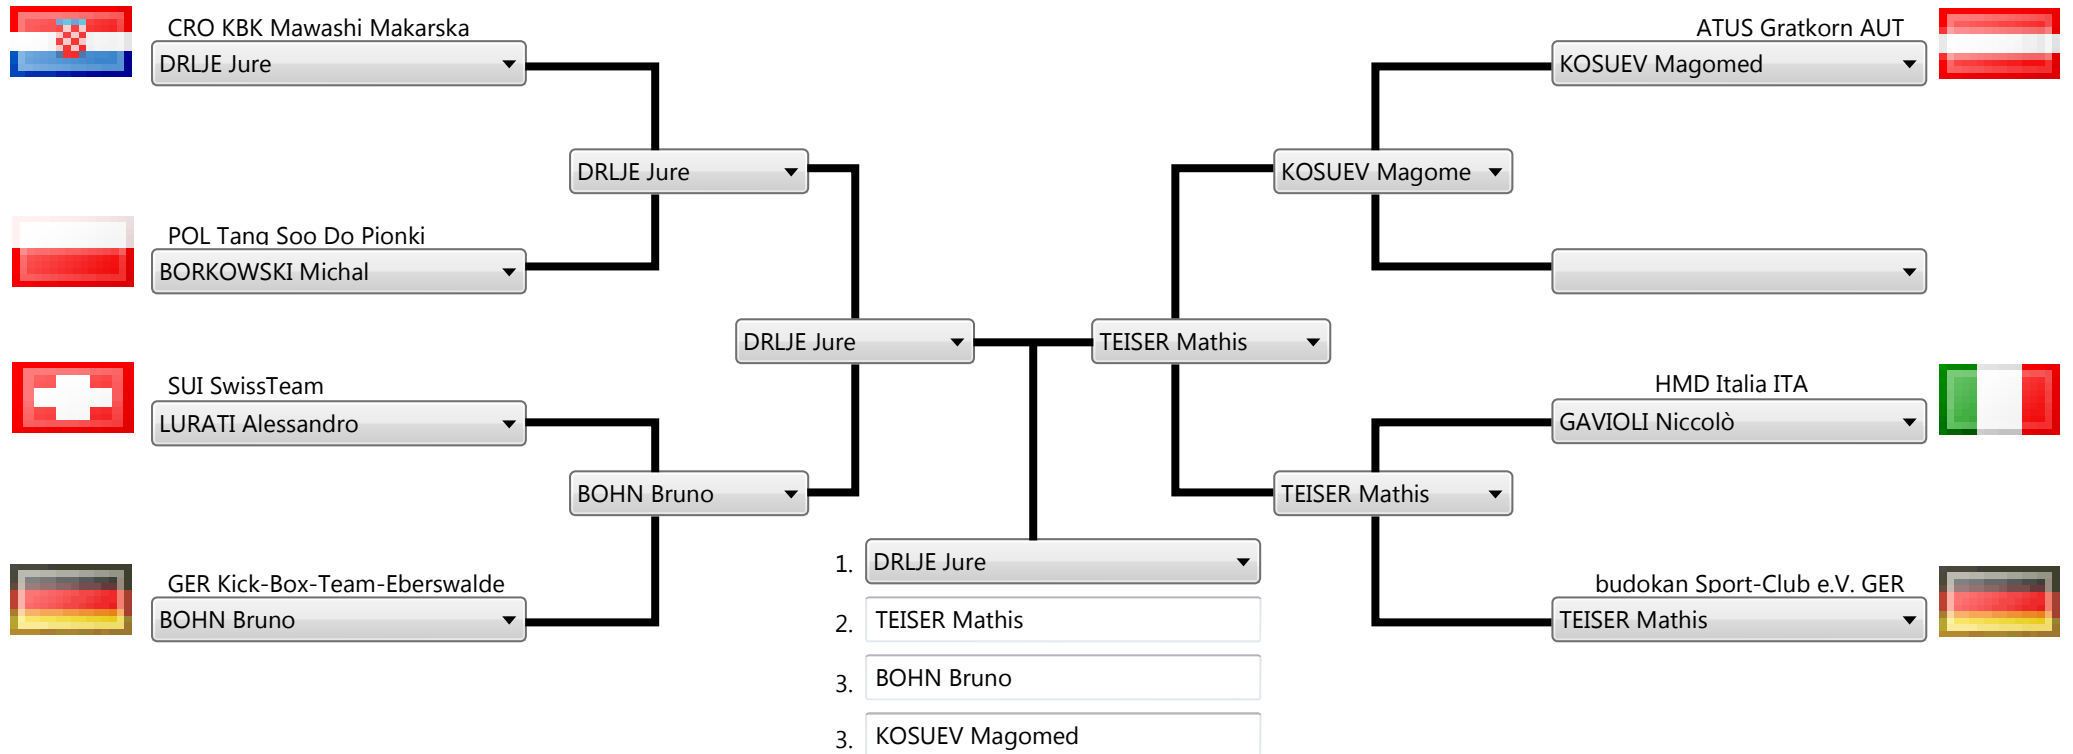 CRO KBK Mawashi Makarska
DRLJE Jure
POL Tang Soo Do Pionki
BORKOWSKI Michal
SUI SwissTeam
LURATI Alessandro
GER Kick-Box-Team-Eberswalde
BOHN Bruno
DRLJE Jure
BOHN Bruno
DRLJE Jure
TEISER Mathis
KOSUEV Magome
TEISER Mathis
ATUS Gratkorn AUT
KOSUEV Magomed
HMD Italia ITA
GAVIOLI Niccolò
budokan Sport-Club e.V. GER
TEISER Mathis
1. DRLJE Jure
2. TEISER Mathis
3. BOHN Bruno
3. KOSUEV Magomed